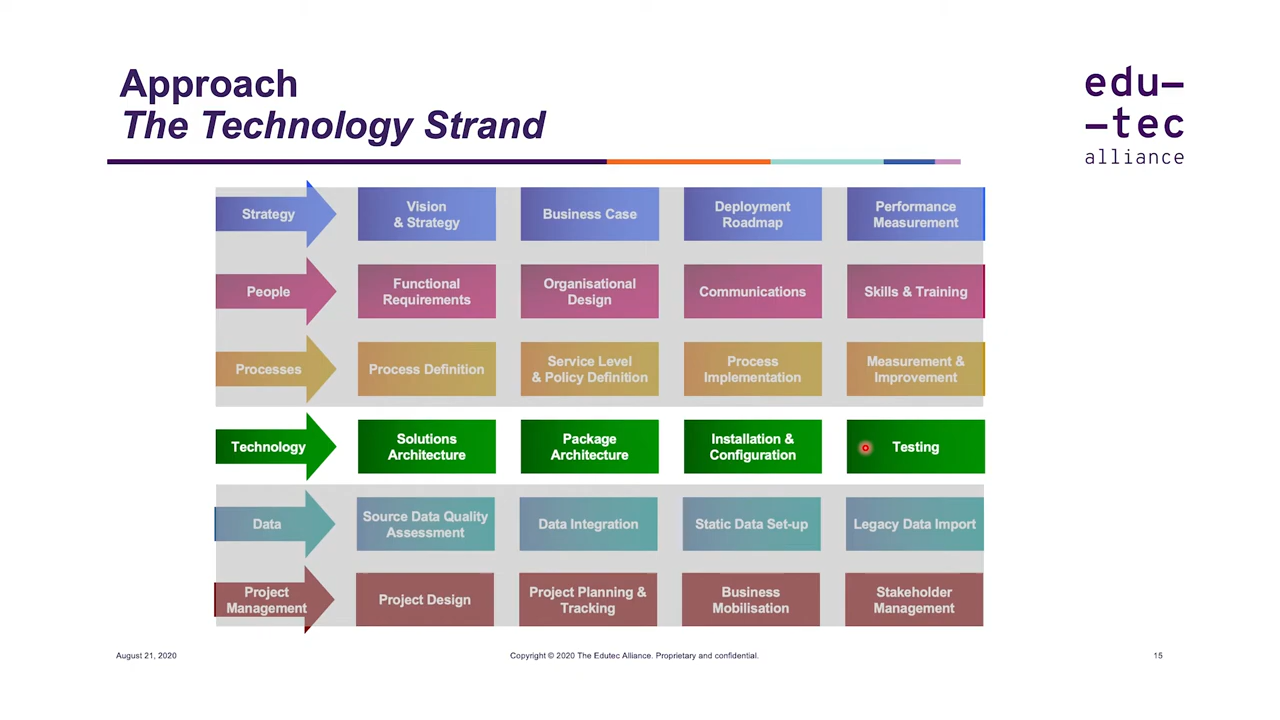 Approach
The Technology Strand
edu–
–tec
alliance
Strategy
Vision
& Strategy
Business Case
Deployment
Roadmap
Performance
Measurement
People
Functional
Requirements
Organisational
Design
Communications
Skills & Training
Processes
Process Definition
Service Level
& Policy Definition
Process
Implementation
Measurement &
Improvement
Technology
Solutions
Architecture
Package
Architecture
Installation &
Configuration
Testing
Data
Source Data Quality
Assessment
Data Integration
Static Data Set-up
Legacy Data Import
Project
Management
Project Design
Project Planning &
Tracking
Business
Mobilisation
Stakeholder
Management
August 21, 2020
Copyright © 2020 The Edutec Alliance. Proprietary and confidential.
15